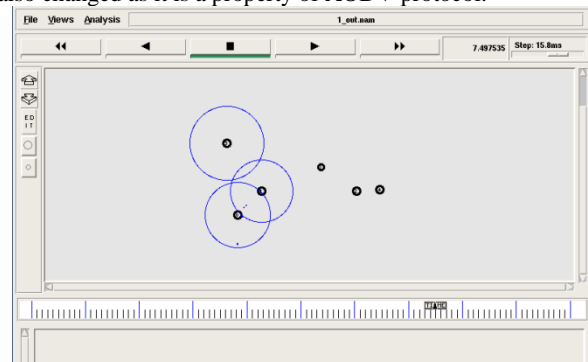 also changed as it is a property of AODV protocol.
File Views Analysis 1_out.nam
7.497535 Step: 15.8ms
ED
IT
TIME